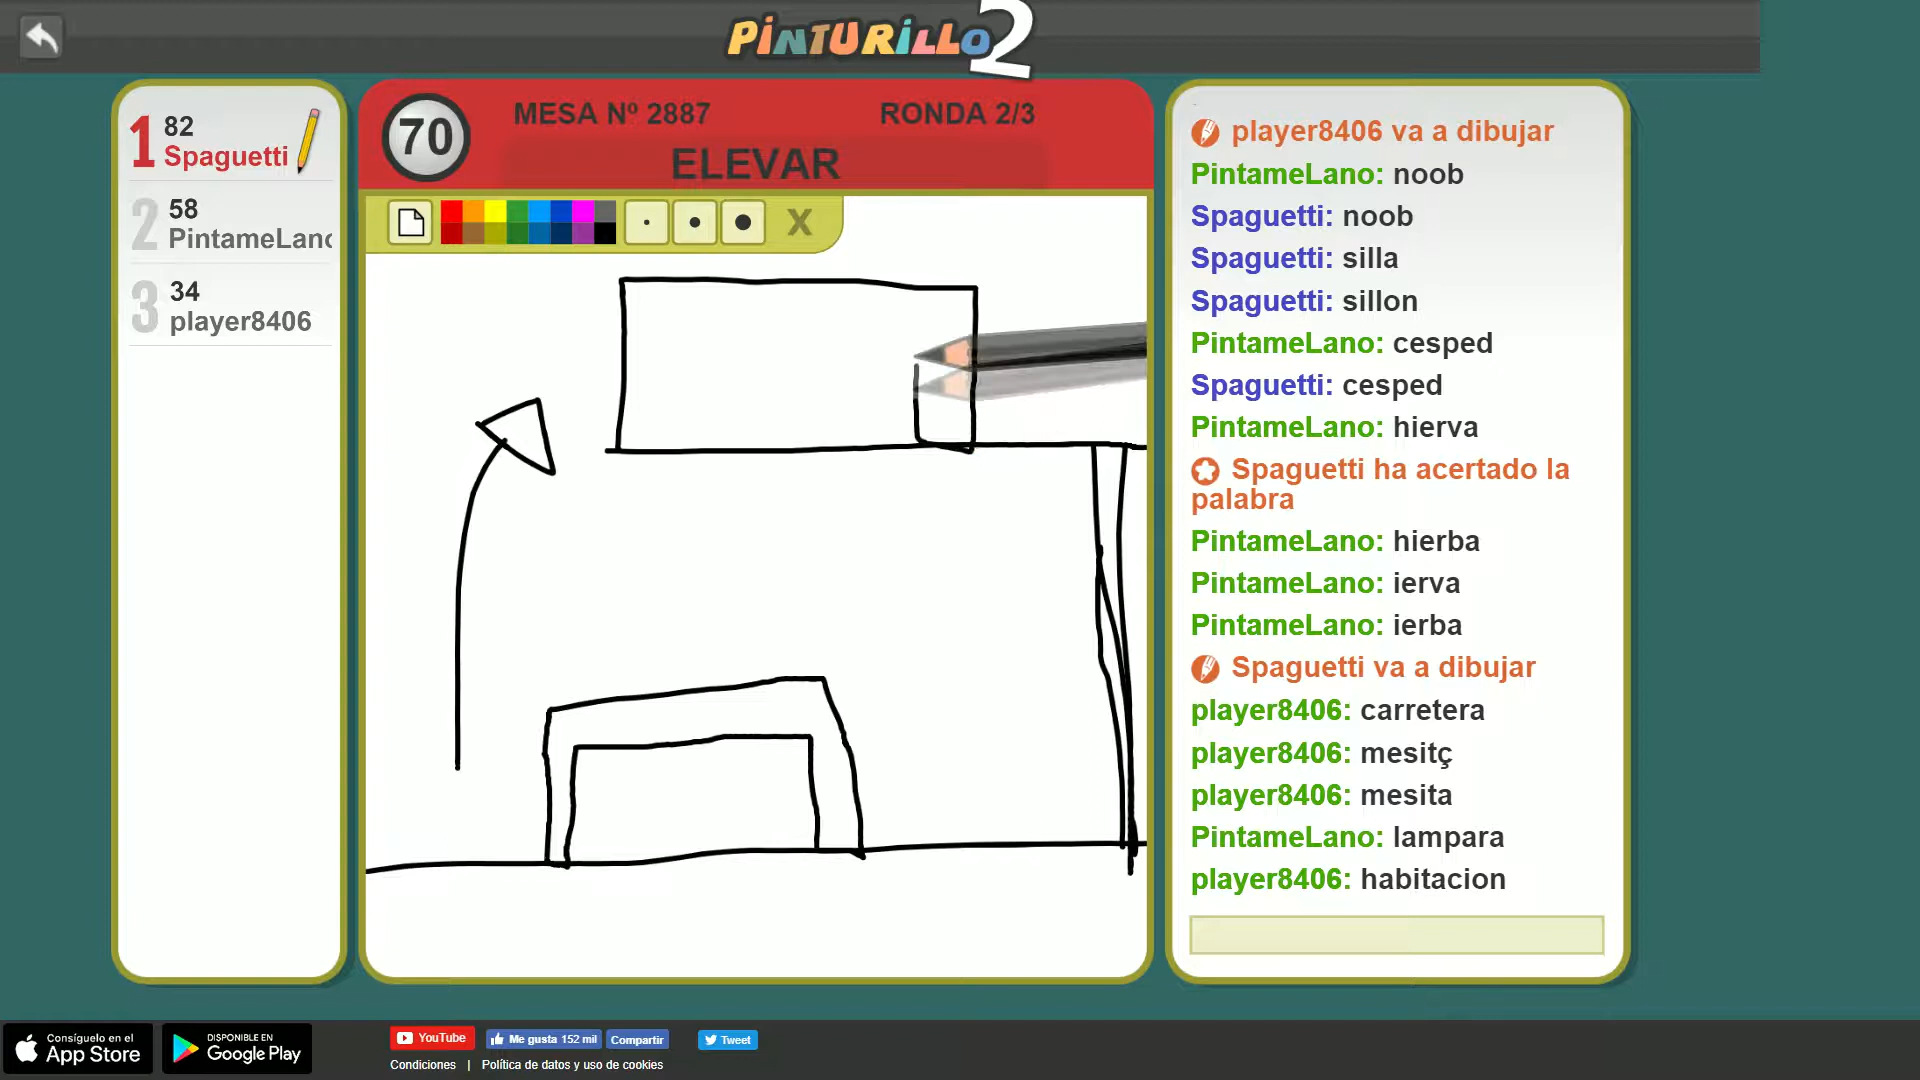 PINTURILLO 2
1
82
Spaguetti
2
58
PintameLano
3
34
player8406
70
MESA Nº 2887
RONDA 2/3
ELEVAR
X
player8406 va a dibujar
PintameLano: noob
Spaguetti: noob
Spaguetti: silla
Spaguetti: sillon
PintameLano: cesped
Spaguetti: cesped
PintameLano: hierva
Spaguetti ha acertado la
palabra
PintameLano: hierba
PintameLano: ierva
PintameLano: ierba
Spaguetti va a dibujar
player8406: carretera
player8406: mesitç
player8406: mesita
PintameLano: lampara
player8406: habitacion
Consíguelo en el
App Store
DISPONIBLE EN
Google Play
YouTube
Me gusta 152 mil
Compartir
Tweet
Condiciones | Política de datos y uso de cookies